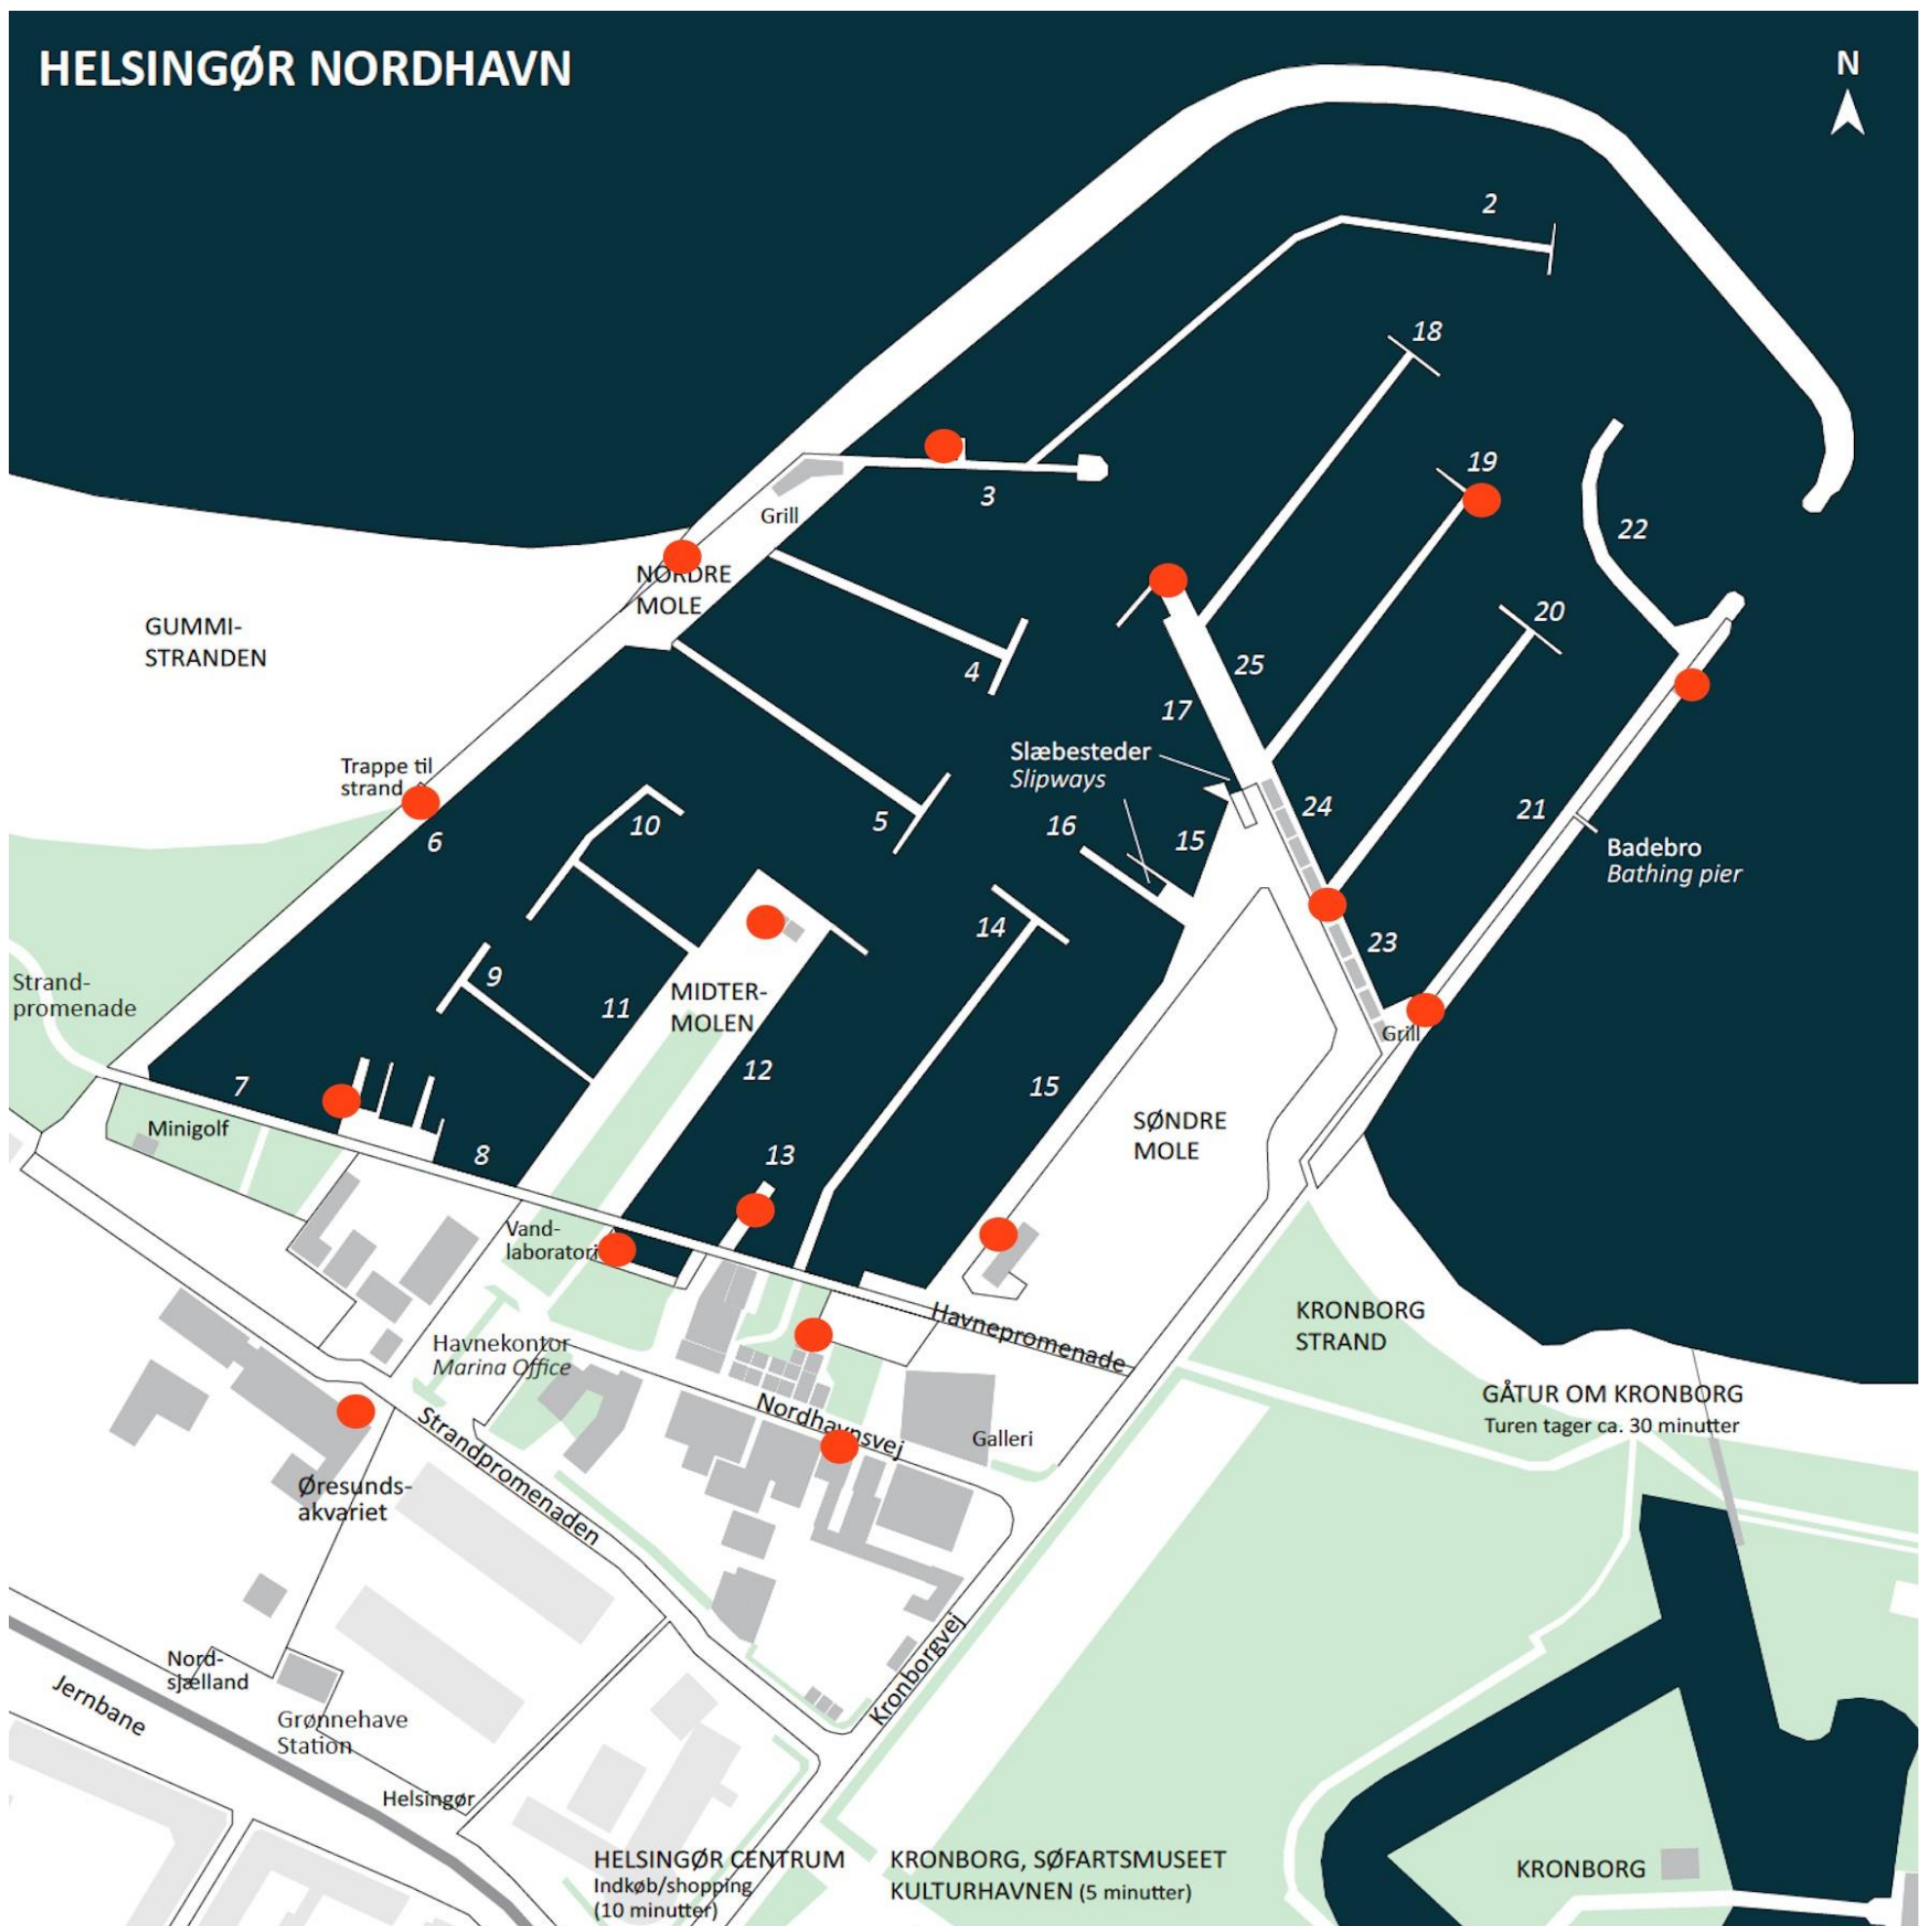 HELSINGØR NORDHAVN
N
2
18
19
3
22
Grill
NORDRE
MOLE
GUMMI-
STRANDEN
20
4
25
17
Slæbesteder
Slipways
Trappe til
strand
6
10
5
16
15
24
21
Badebro
Bathing pier
14
23
Strand-
promenade
9
11
MIDTER-
MOLEN
Grill
12
15
7
Minigolf
8
13
SØNDRE
MOLE
Vand-
laboratori
Havnepromenade
KRONBORG
STRAND
Havnekontor
Marina Office
GÅTUR OM KRONBORG
Turen tager ca. 30 minutter
Strandpromenaden
Nordhavnsvej
Galleri
Øresunds-
akvariet
Kronborgvej
Nord-
sjælland
Jernbane
Grønnehave
Station
Helsingør
HELSINGØR CENTRUM
Indkøb/shopping
(10 minutter)
KRONBORG, SØFARTSMUSEET
KULTURHAVNEN (5 minutter)
KRONBORG